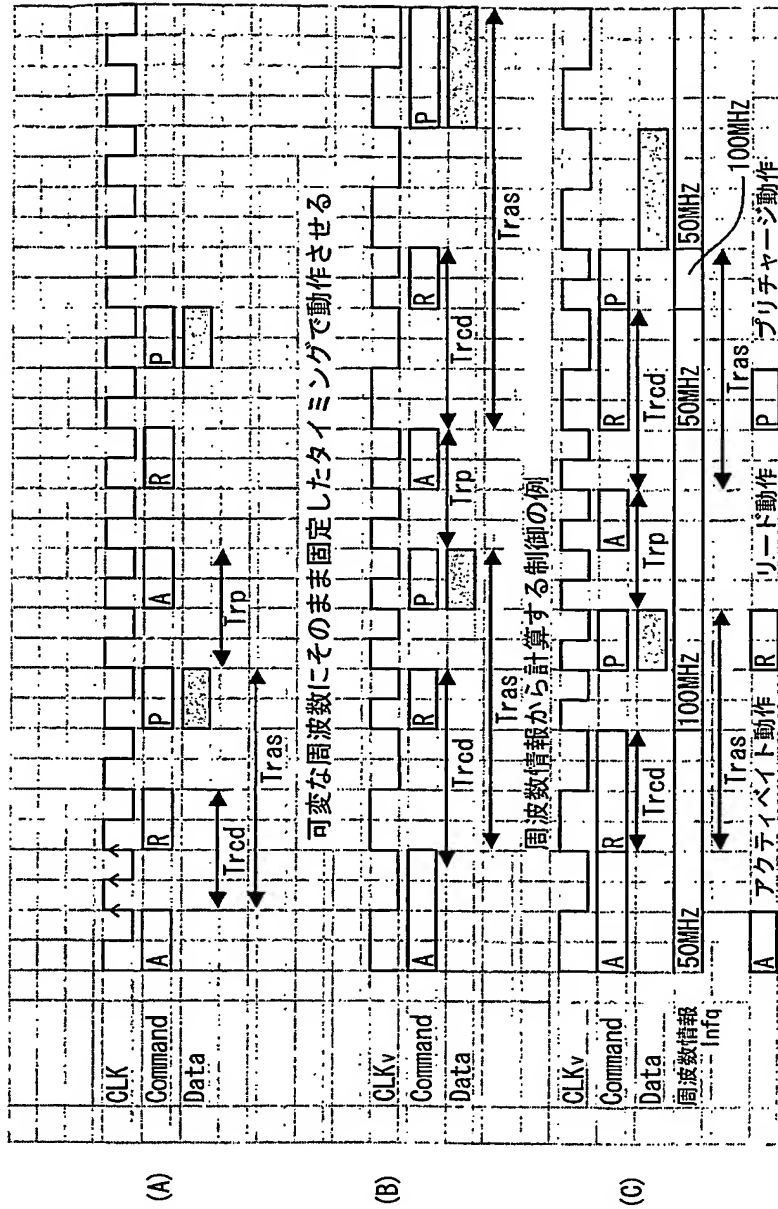 (A)
CLK
Command
A
R
P
A
R
P
Data
Trcd
Trp
Tras
可変な周波数にそのまま固定したタイミングで動作させる
(B)
CLKv
Command
A
R
P
A
R
P
Data
Trcd
Trp
Trcd
Tras
Tras
周波数情報から計算する制御の例
(C)
CLKv
Command
A
R
P
A
R
P
Data
Trcd
Trp
Trcd
周波数情報
Infq
50MHZ
100MHZ
50MHZ
50MHZ
100MHZ
Tras
Tras
A アクティベイト動作
R リード動作
P プリチャージ動作